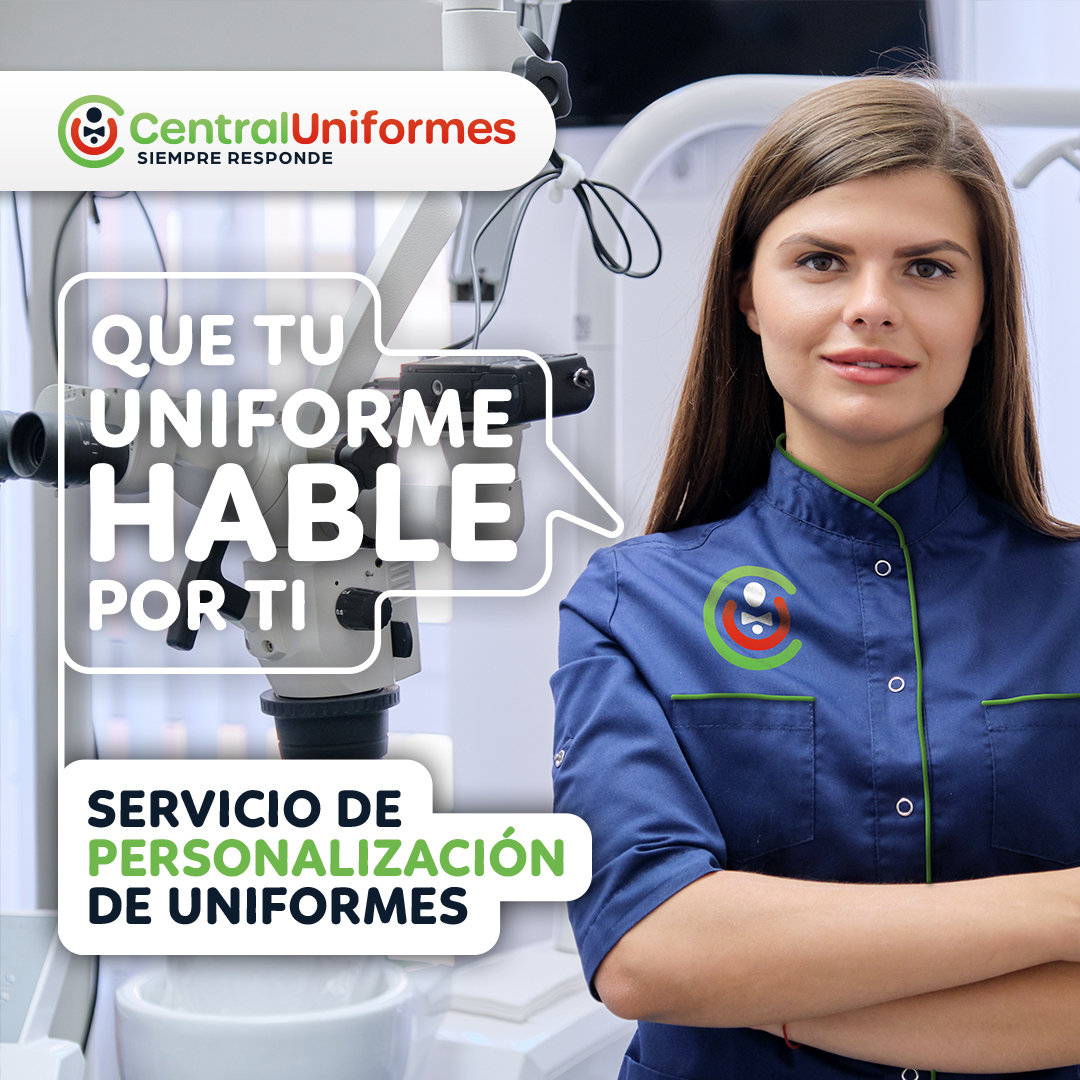 CentralUniformes
SIEMPRE RESPONDE
QUE TU
UNIFORME
HABLE
POR TI
SERVICIO DE
PERSONALIZACIÓN
DE UNIFORMES